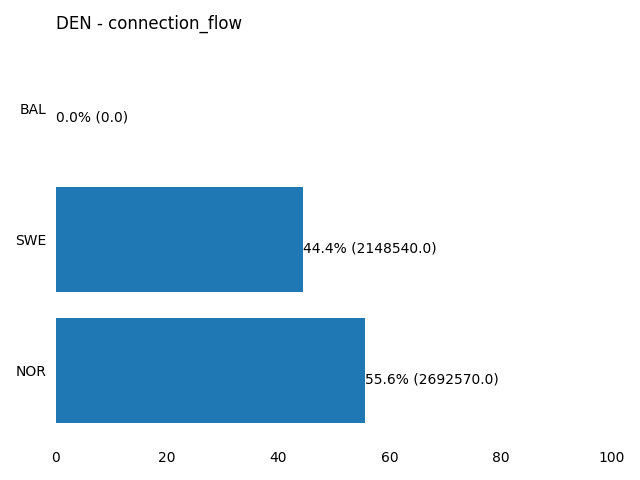 DEN - connection_flow
BAL
0.0% (0.0)
SWE
44.4% (2148540.0)
NOR
55.6% (2692570.0)
0 20 40 60 80 100